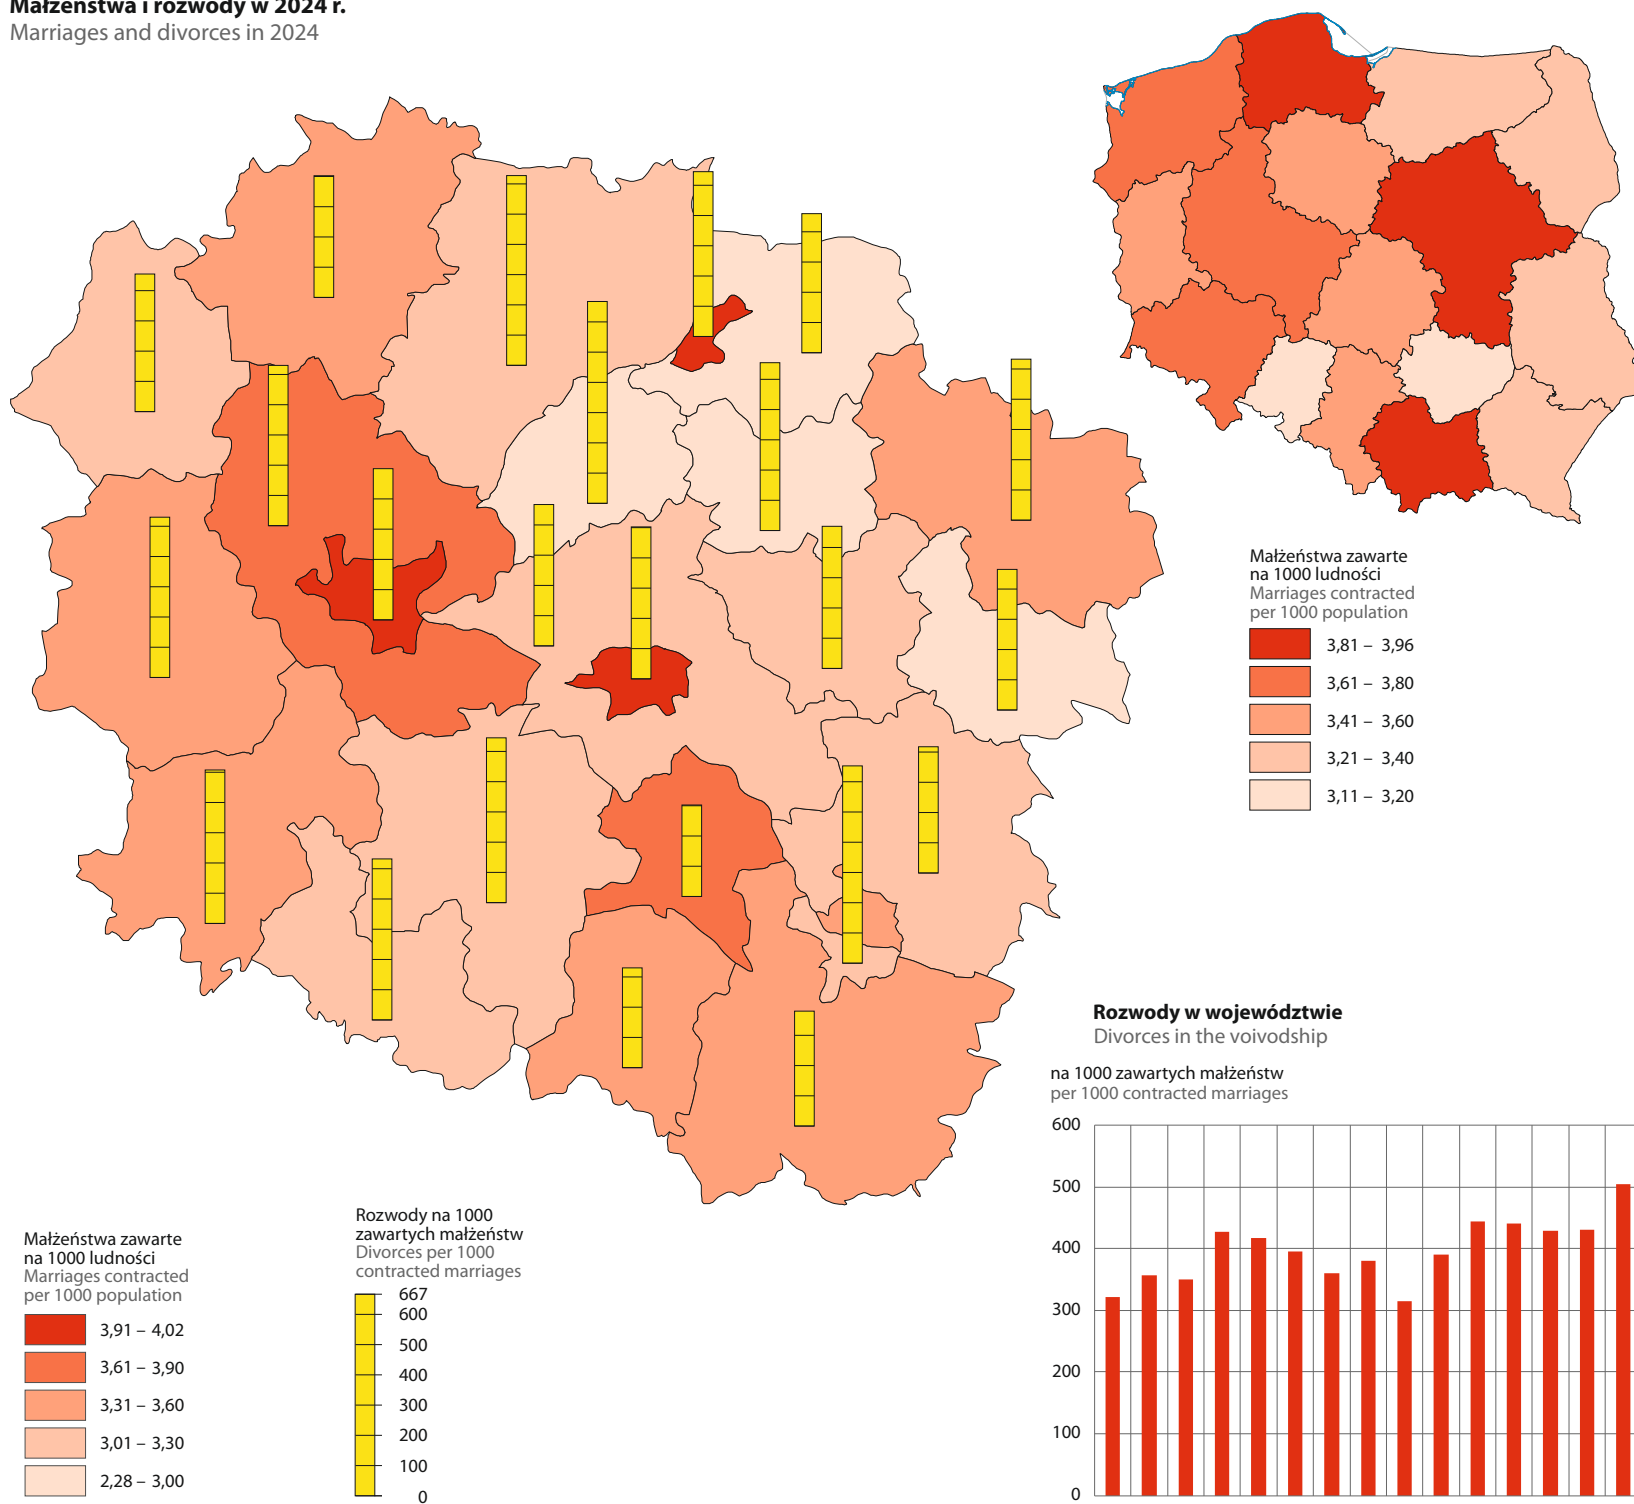 Małżeństwa i rozwody w 2024 r.
Marriages and divorces in 2024
Małżeństwa zawarte
na 1000 ludności
Marriages contracted
per 1000 population
3,81 – 3,96
3,61 – 3,80
3,41 – 3,60
3,21 – 3,40
3,11 – 3,20
Rozwody w województwie
Divorces in the voivodship
na 1000 zawartych małżeństw
per 1000 contracted marriages
600
500
400
300
200
100
0
Małżeństwa zawarte
na 1000 ludności
Marriages contracted
per 1000 population
3,91 – 4,02
3,61 – 3,90
3,31 – 3,60
3,01 – 3,30
2,28 – 3,00
Rozwody na 1000
zawartych małżeństw
Divorces per 1000
contracted marriages
667
600
500
400
300
200
100
0